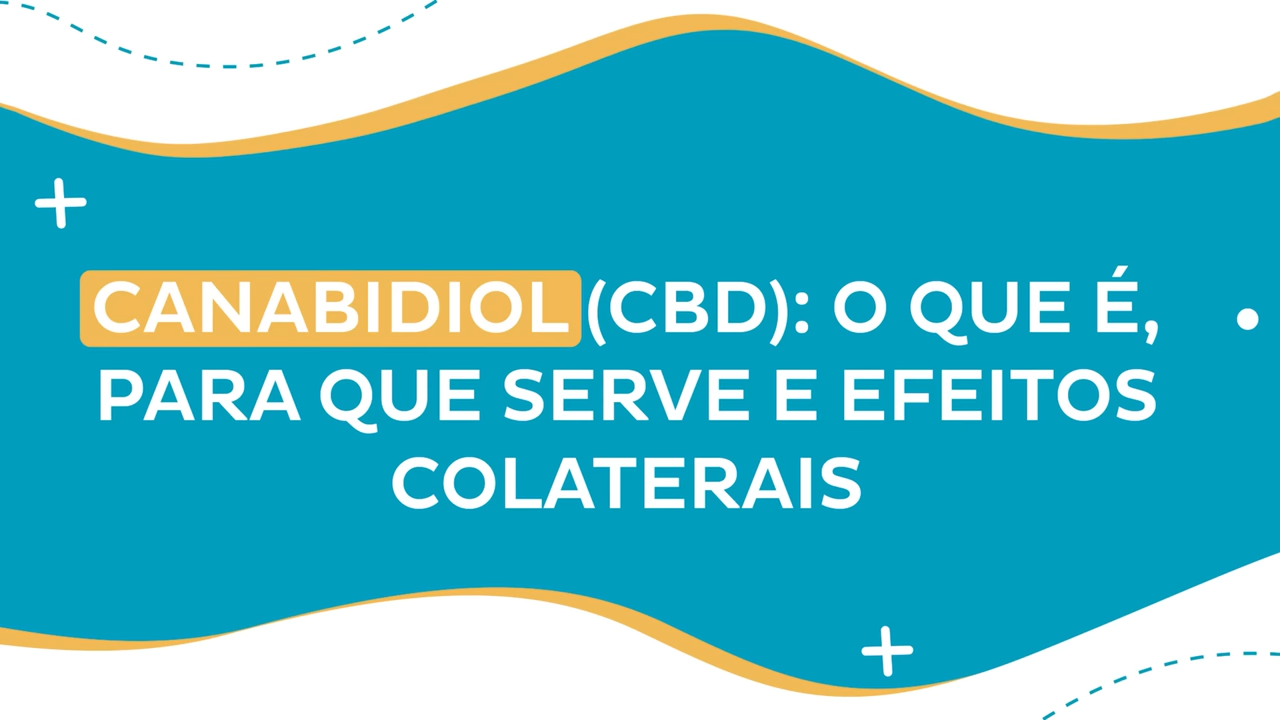 CANABIDIOL (CBD): O QUE É,
PARA QUE SERVE E EFEITOS
COLATERAIS